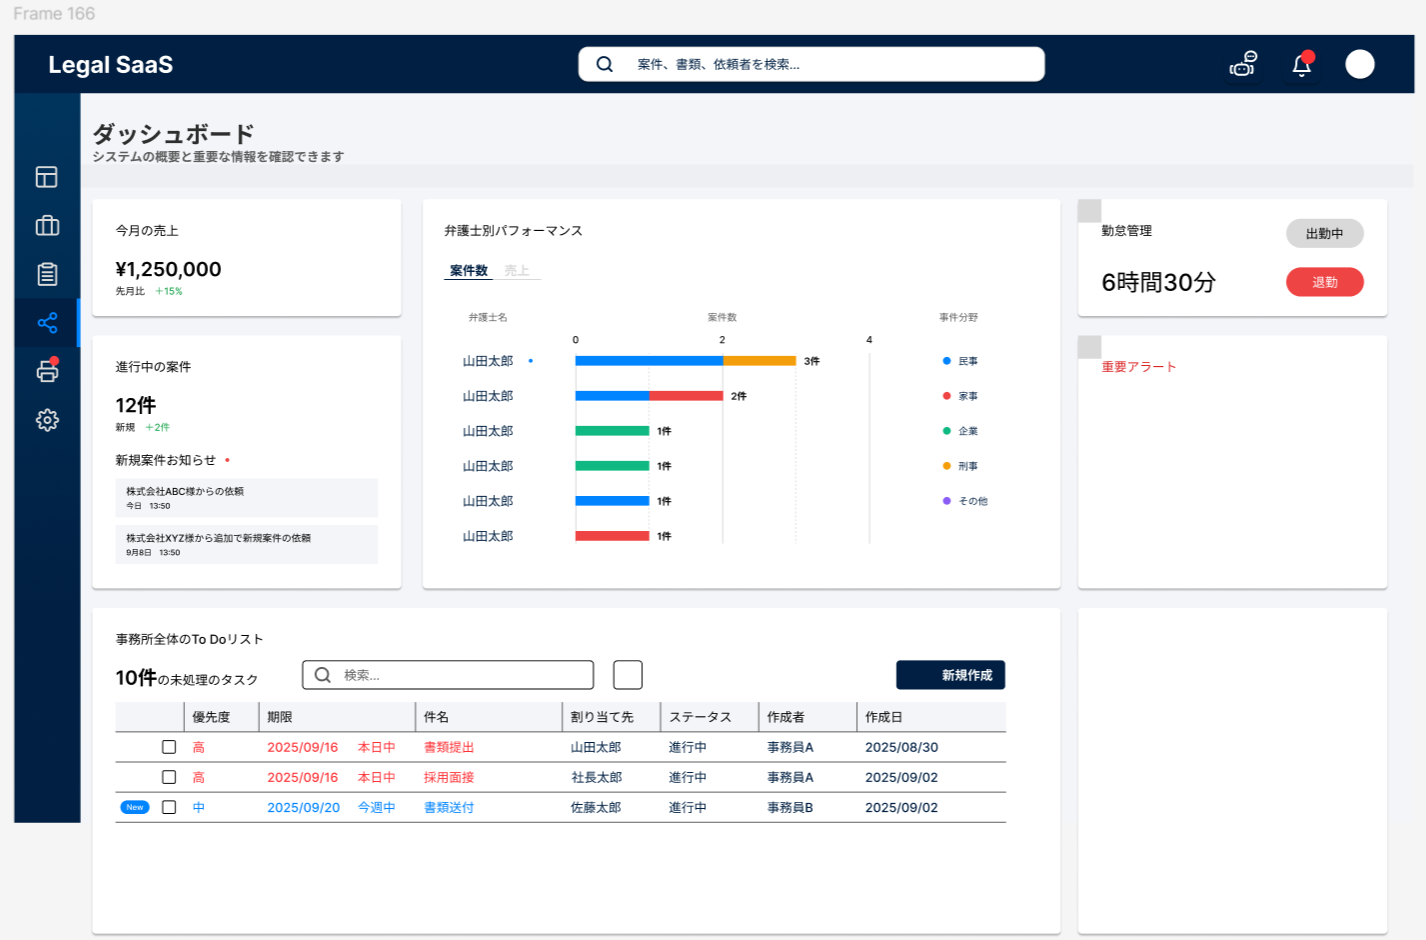 Frame 166
Legal SaaS
案件、書類、依頼者を検索...
ダッシュボード
システムの概要と重要な情報を確認できます
今月の売上
¥1,250,000
先月比 +15%
進行中の案件
12件
新規 +2件
新規案件お知らせ
株式会社ABC様からの依頼
今日 13:50
株式会社XYZ様から追加で新規案件の依頼
9月8日 13:50
弁護士別パフォーマンス
案件数 売上
弁護士名 案件数 事件分野
0 2 4
山田太郎 3件 民事
山田太郎 2件 家事
山田太郎 1件 企業
山田太郎 1件 刑事
山田太郎 1件 その他
山田太郎 1件
勤怠管理 出勤中
6時間30分 退勤
重要アラート
事務所全体のTo Doリスト
10件の未処理のタスク 検索... 新規作成
優先度 期限 件名 割り当て先 ステータス 作成者 作成日
高 2025/09/16 本日中 書類提出 山田太郎 進行中 事務員A 2025/08/30
高 2025/09/16 本日中 採用面接 社長太郎 進行中 事務員A 2025/09/02
New 中 2025/09/20 今週中 書類送付 佐藤太郎 進行中 事務員B 2025/09/02